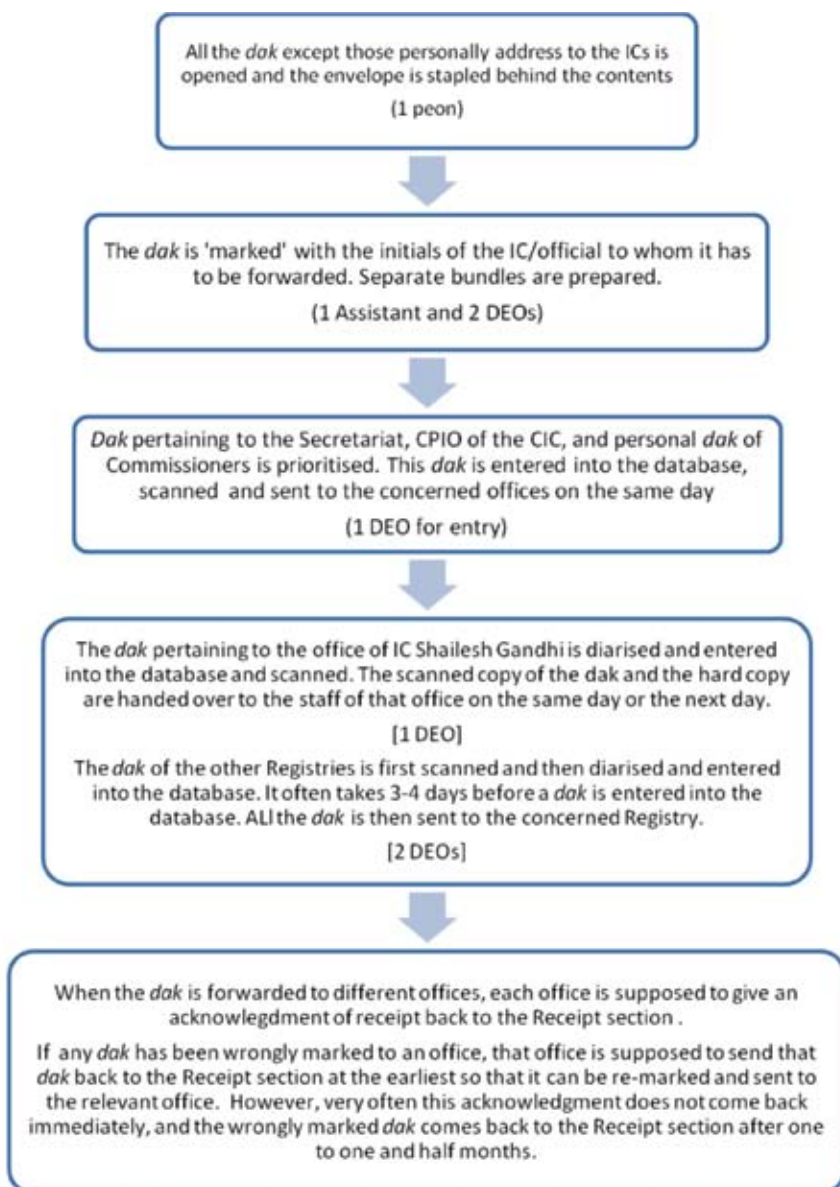 All the dak except those personally address to the ICs is
opened and the envelope is stapled behind the contents
(1 peon)
The dak is 'marked' with the initials of the IC/official to whom it has
to be forwarded. Separate bundles are prepared.
(1 Assistant and 2 DEOs)
Dak pertaining to the Secretariat, CPIO of the CIC, and personal dak of
Commissioners is prioritised. This dak is entered into the database,
scanned and sent to the concerned offices on the same day
(1 DEO for entry)
The dak pertaining to the office of IC Shailesh Gandhi is diarised and entered
into the database and scanned. The scanned copy of the dak and the hard copy
are handed over to the staff of that office on the same day or the next day.
[1 DEO]
The dak of the other Registries is first scanned and then diarised and entered
into the database. It often takes 3-4 days before a dak is entered into the
database. ALl the dak is then sent to the concerned Registry.
[2 DEOs]
When the dak is forwarded to different offices, each office is supposed to give an
acknowlegdment of receipt back to the Receipt section .
If any dak has been wrongly marked to an office, that office is supposed to send that
dak back to the Receipt section at the earliest so that it can be re-marked and sent to
the relevant office. However, very often this acknowledgment does not come back
immediately, and the wrongly marked dak comes back to the Receipt section after one
to one and half months.